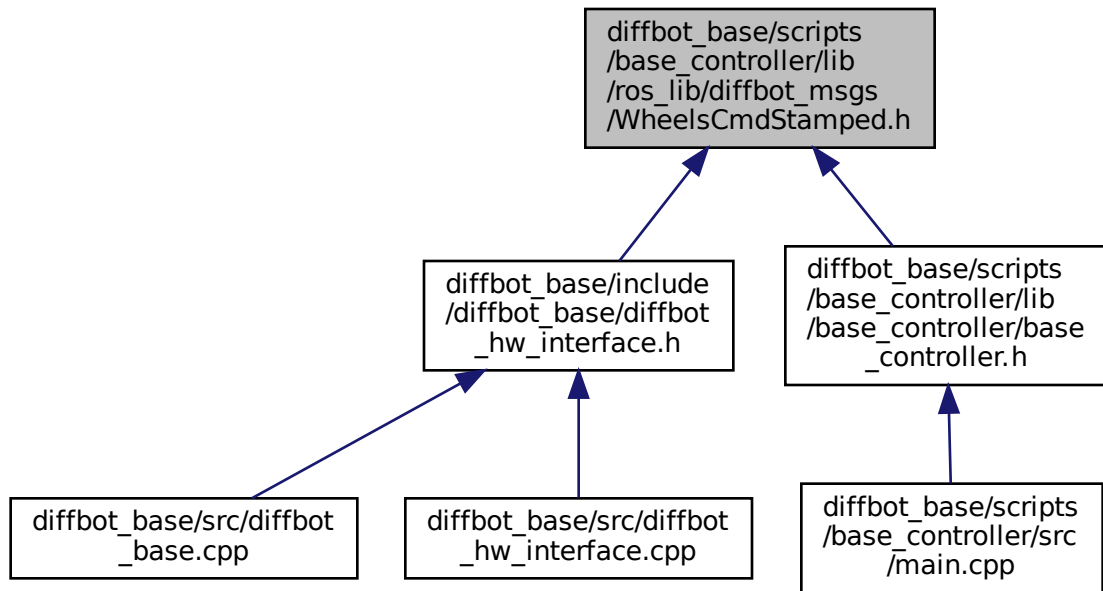 diffbot_base/scripts
/base_controller/lib
/ros_lib/diffbot_msgs
/WheelsCmdStamped.h
diffbot_base/include
/diffbot_base/diffbot
_hw_interface.h
diffbot_base/scripts
/base_controller/lib
/base_controller/base
_controller.h
diffbot_base/src/diffbot
_base.cpp
diffbot_base/src/diffbot
_hw_interface.cpp
diffbot_base/scripts
/base_controller/src
/main.cpp